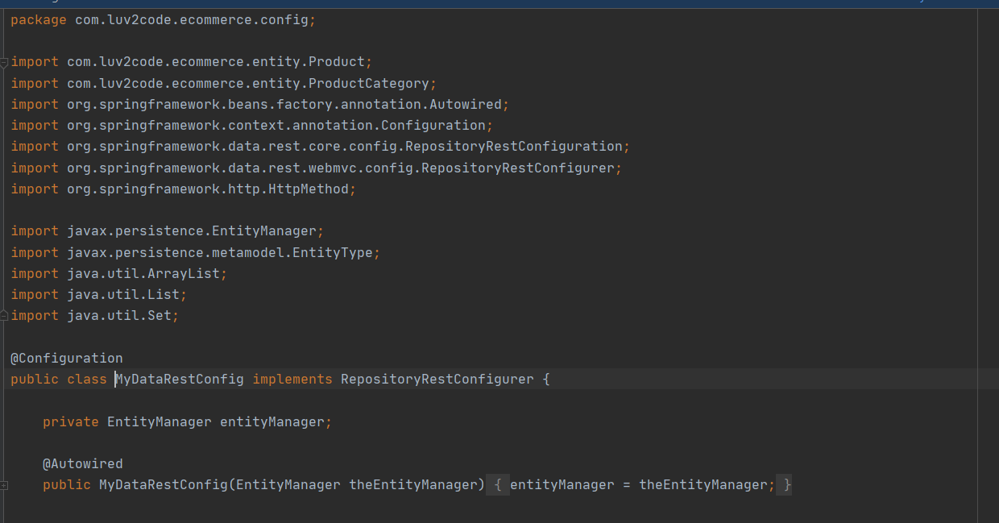 package com.luv2code.ecommerce.config;
import com.luv2code.ecommerce.entity.Product;
import com.luv2code.ecommerce.entity.ProductCategory;
import org.springframework.beans.factory.annotation.Autowired;
import org.springframework.context.annotation.Configuration;
import org.springframework.data.rest.core.config.RepositoryRestConfiguration;
import org.springframework.data.rest.webmvc.config.RepositoryRestConfigurer;
import org.springframework.http.HttpMethod;
import javax.persistence.EntityManager;
import javax.persistence.metamodel.EntityType;
import java.util.ArrayList;
import java.util.List;
import java.util.Set;
@Configuration
public class MyDataRestConfig implements RepositoryRestConfigurer {
private EntityManager entityManager;
@Autowired
public MyDataRestConfig(EntityManager theEntityManager) { entityManager = theEntityManager; }